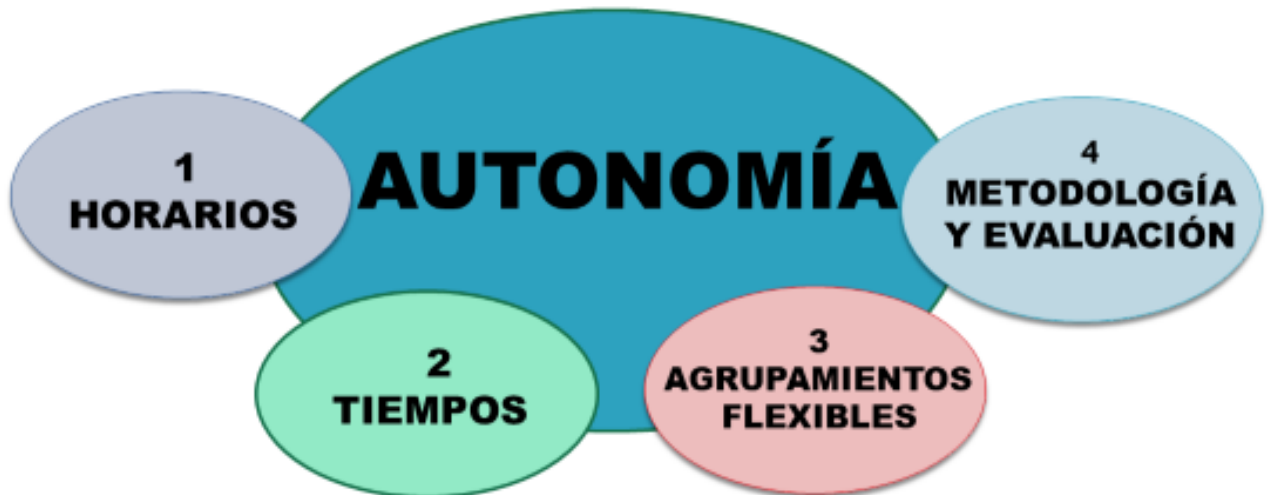 AUTONOMÍA
1
HORARIOS
2
TIEMPOS
3
AGRUPAMIENTOS
FLEXIBLES
4
METODOLOGÍA
Y EVALUACIÓN